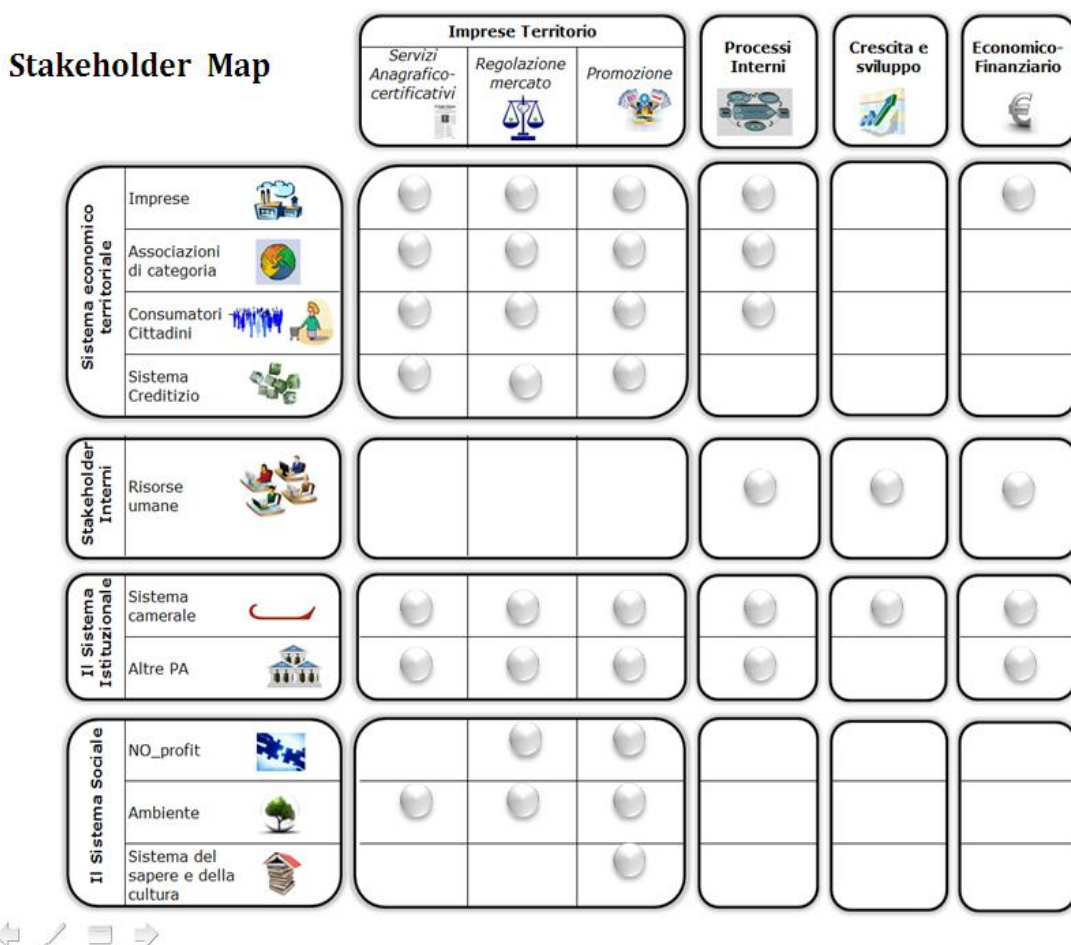 Stakeholder Map
Imprese Territorio
Servizi
Anagrafico-
certificativi
Regolazione
mercato
Promozione
Processi
Interni
Crescita e
sviluppo
Economico-
Finanziario
€
Sistema economico
territoriale
Imprese
Associazioni
di categoria
Consumatori
Cittadini
Sistema
Creditizio
Stakeholder
Interni
Risorse
umane
Il Sistema
Istituzionale
Sistema
camerale
Altre PA
Il Sistema Sociale
NO_profit
Ambiente
Sistema del
sapere e della
cultura